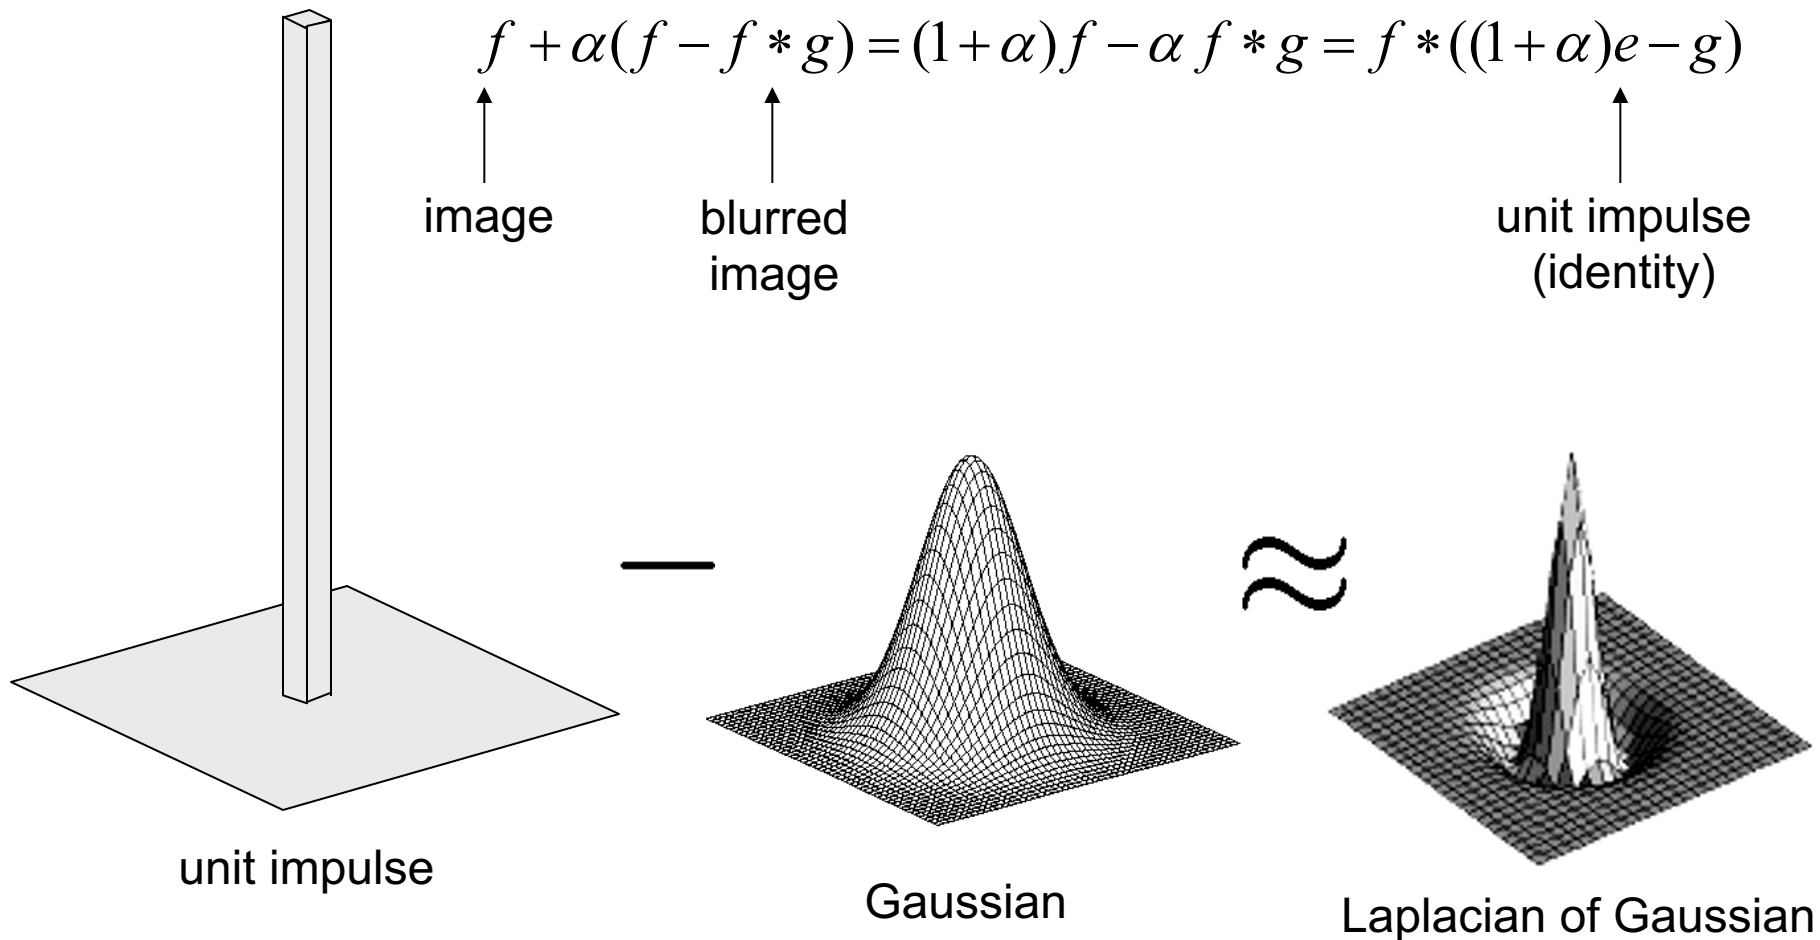 f + α(f − f * g) = (1+α)f − α f * g = f *((1+α)e − g)
image
blurred
image
unit impulse
(identity)
−
≈
unit impulse
Gaussian
Laplacian of Gaussian